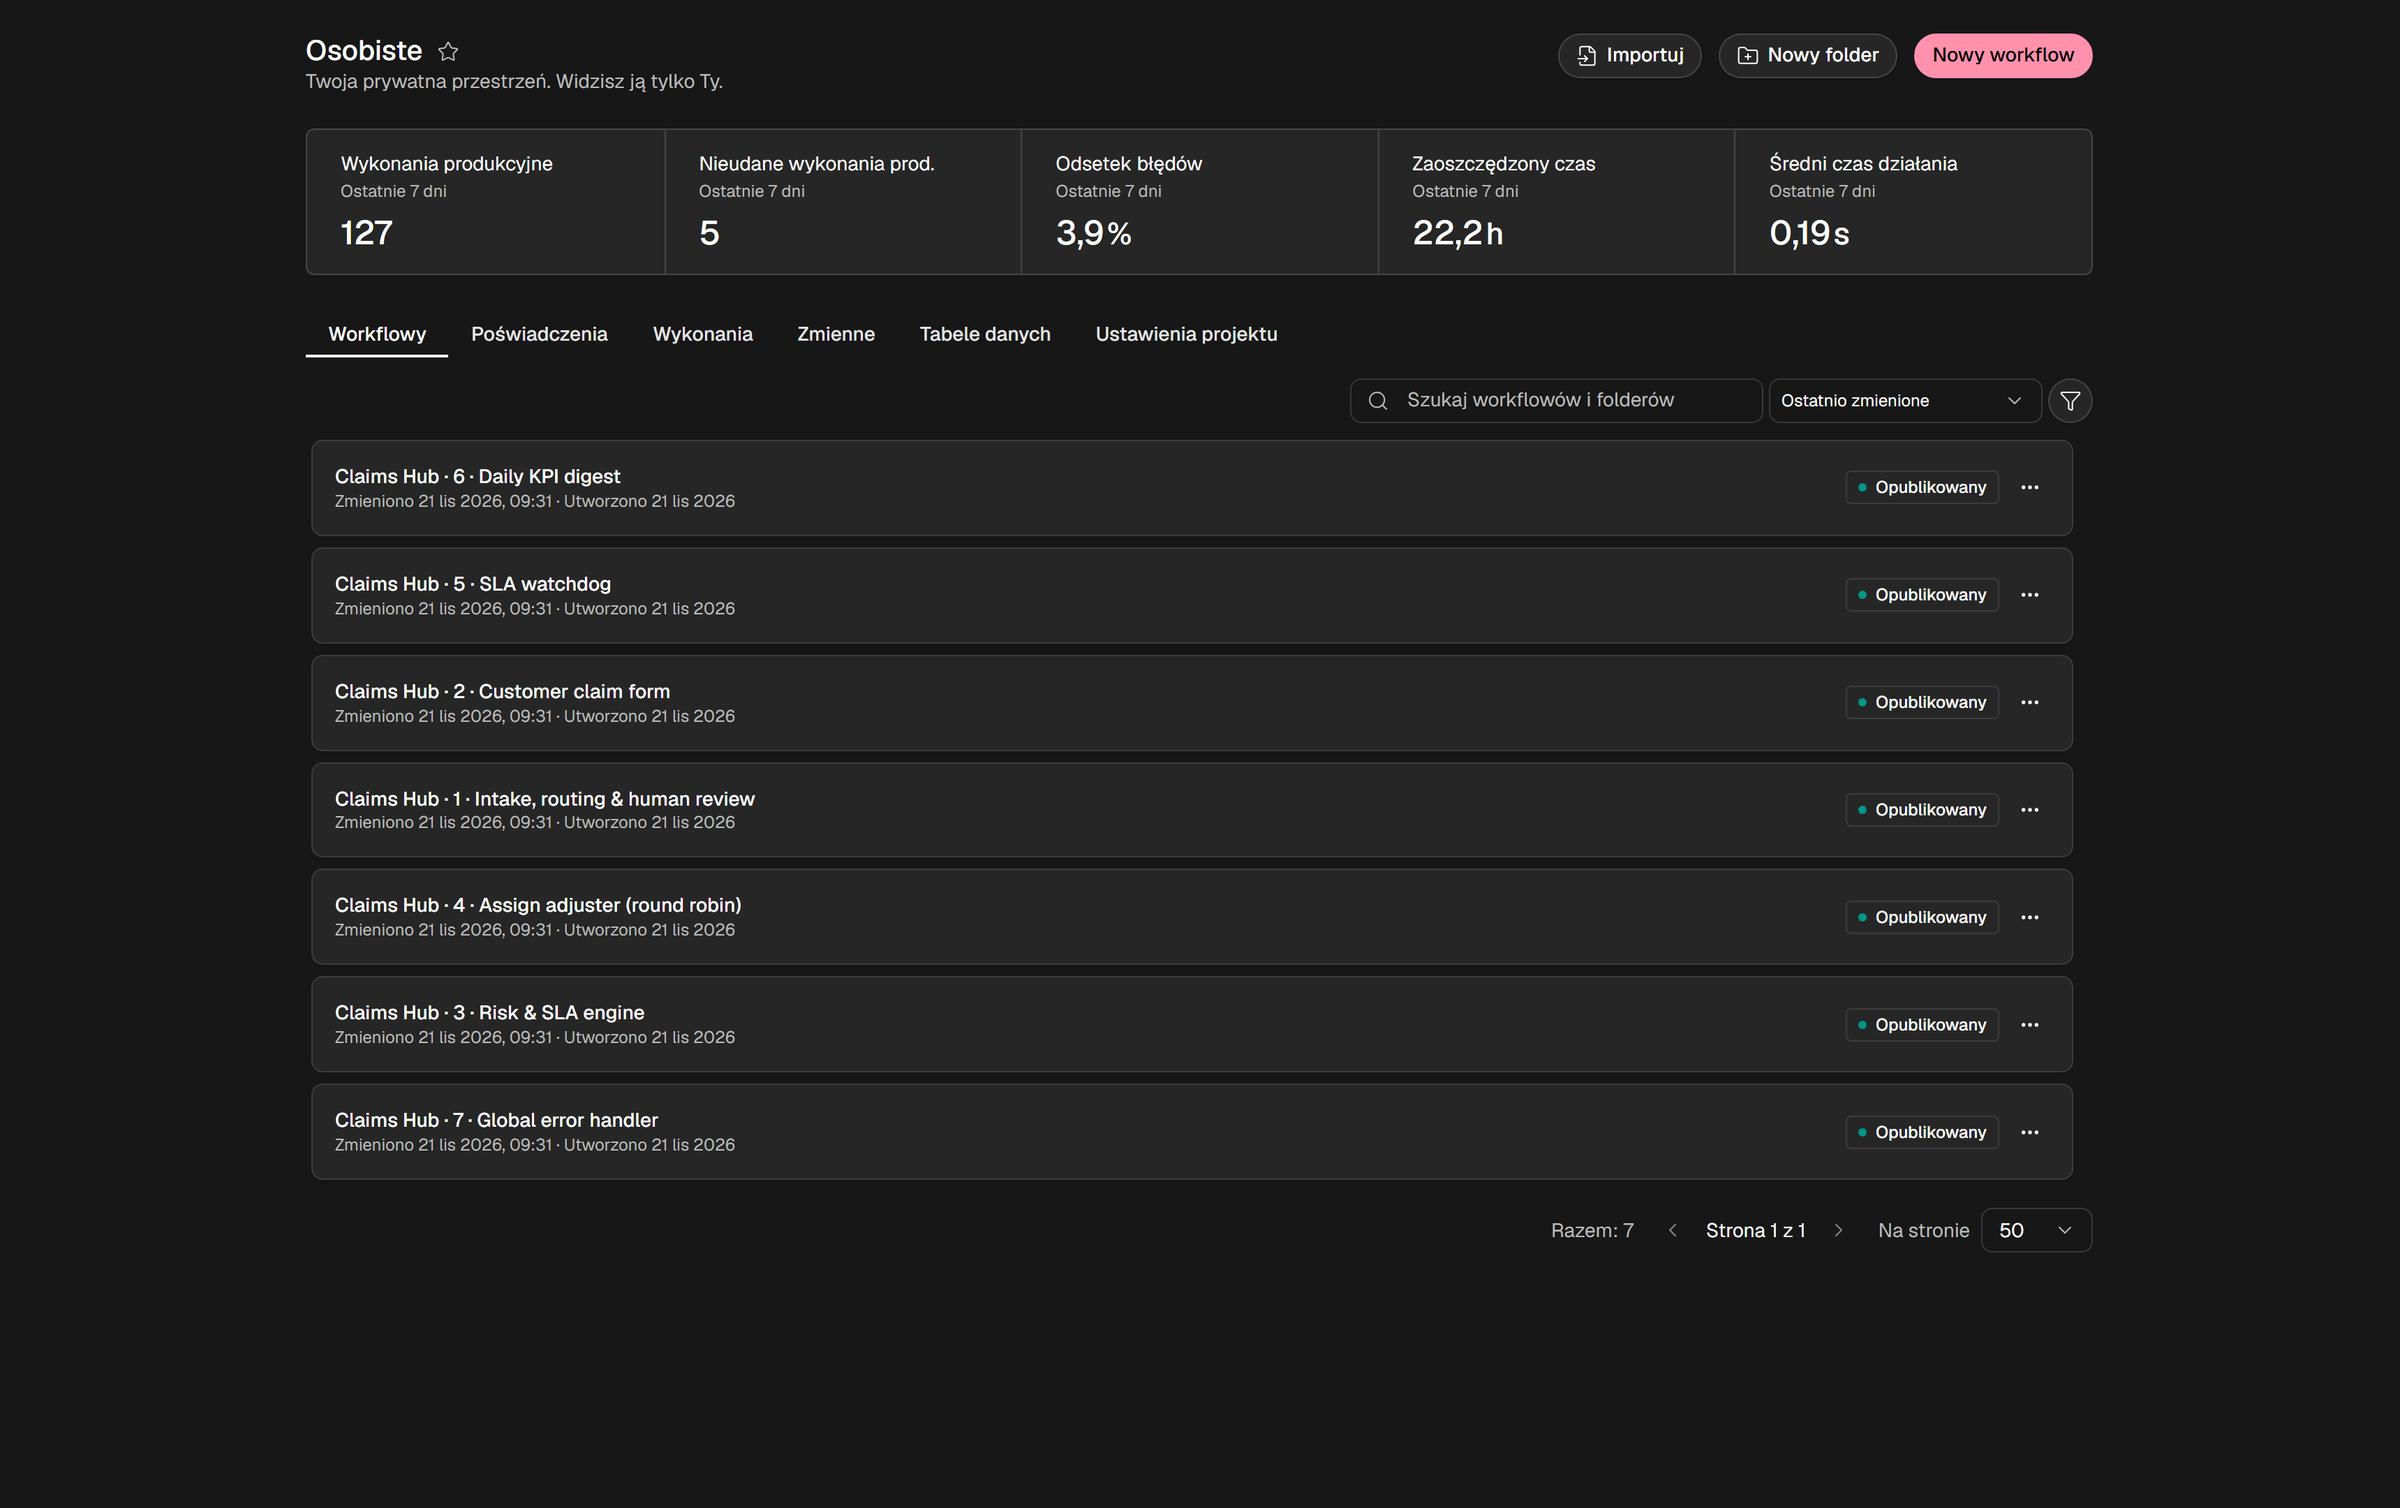 Osobiste
Twoja prywatna przestrzeń. Widzisz ją tylko Ty.
Importuj
Nowy folder
Nowy workflow
Wykonania produkcyjne
Ostatnie 7 dni
127
Nieudane wykonania prod.
Ostatnie 7 dni
5
Odsetek błędów
Ostatnie 7 dni
3,9%
Zaoszczędzony czas
Ostatnie 7 dni
22,2h
Średni czas działania
Ostatnie 7 dni
0,19s
Workflowy
Poświadczenia
Wykonania
Zmienne
Tabele danych
Ustawienia projektu
Szukaj workflowów i folderów
Ostatnio zmienione
Claims Hub · 6 · Daily KPI digest
Zmieniono 21 lis 2026, 09:31 · Utworzono 21 lis 2026
Opublikowany
Claims Hub · 5 · SLA watchdog
Zmieniono 21 lis 2026, 09:31 · Utworzono 21 lis 2026
Opublikowany
Claims Hub · 2 · Customer claim form
Zmieniono 21 lis 2026, 09:31 · Utworzono 21 lis 2026
Opublikowany
Claims Hub · 1 · Intake, routing & human review
Zmieniono 21 lis 2026, 09:31 · Utworzono 21 lis 2026
Opublikowany
Claims Hub · 4 · Assign adjuster (round robin)
Zmieniono 21 lis 2026, 09:31 · Utworzono 21 lis 2026
Opublikowany
Claims Hub · 3 · Risk & SLA engine
Zmieniono 21 lis 2026, 09:31 · Utworzono 21 lis 2026
Opublikowany
Claims Hub · 7 · Global error handler
Zmieniono 21 lis 2026, 09:31 · Utworzono 21 lis 2026
Opublikowany
Razem: 7
Strona 1 z 1
Na stronie
50